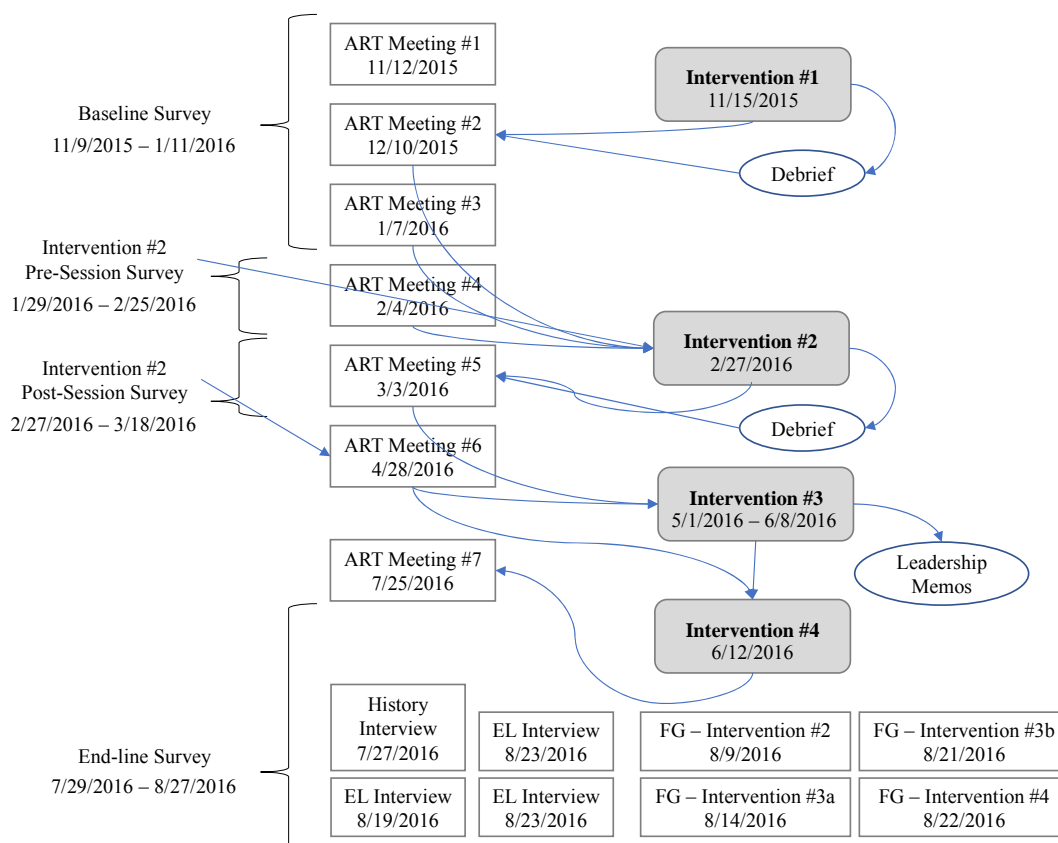 ART Meeting #1
11/12/2015
Intervention #1
11/15/2015
Baseline Survey
11/9/2015 – 1/11/2016
ART Meeting #2
12/10/2015
Debrief
ART Meeting #3
1/7/2016
Intervention #2
Pre-Session Survey
1/29/2016 – 2/25/2016
ART Meeting #4
2/4/2016
Intervention #2
2/27/2016
Intervention #2
Post-Session Survey
2/27/2016 – 3/18/2016
ART Meeting #5
3/3/2016
Debrief
ART Meeting #6
4/28/2016
Intervention #3
5/1/2016 – 6/8/2016
Leadership
Memos
ART Meeting #7
7/25/2016
Intervention #4
6/12/2016
End-line Survey
7/29/2016 – 8/27/2016
History
Interview
7/27/2016
EL Interview
8/23/2016
FG – Intervention #2
8/9/2016
FG – Intervention #3b
8/21/2016
EL Interview
8/19/2016
EL Interview
8/23/2016
FG – Intervention #3a
8/14/2016
FG – Intervention #4
8/22/2016